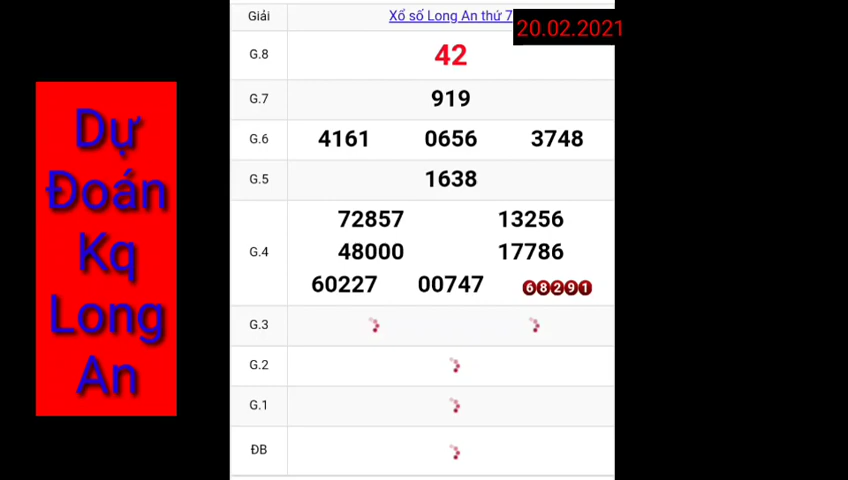 Giải Xổ số Long An thứ 7
20.02.2021
G.8 42
G.7 919
G.6 4161 0656 3748
G.5 1638
72857 13256
G.4 48000 17786
60227 00747 68291
G.3
G.2
G.1
ĐB
Dự
Đoán
Kq
Long
An